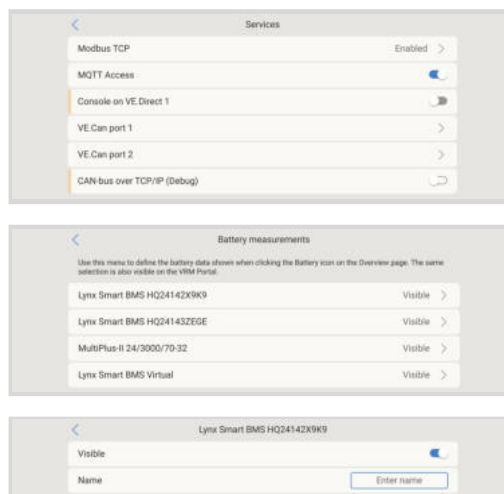 Services
Modbus TCP Enabled
MQTT Access
Console on VE.Direct 1
VE.Can port 1
VE.Can port 2
CAN-bus over TCP/IP (Debug)
Battery measurements
Use this menu to define the battery data shown when clicking the Battery icon on the Overview page. The same
selection is also visible on the VRM Portal.
Lynx Smart BMS HQ24142X9K9 Visible
Lynx Smart BMS HQ24143ZEGE Visible
MultiPlus-II 24/3000/70-32 Visible
Lynx Smart BMS Virtual Visible
Lynx Smart BMS HQ24142X9K9
Visible
Name Enter name